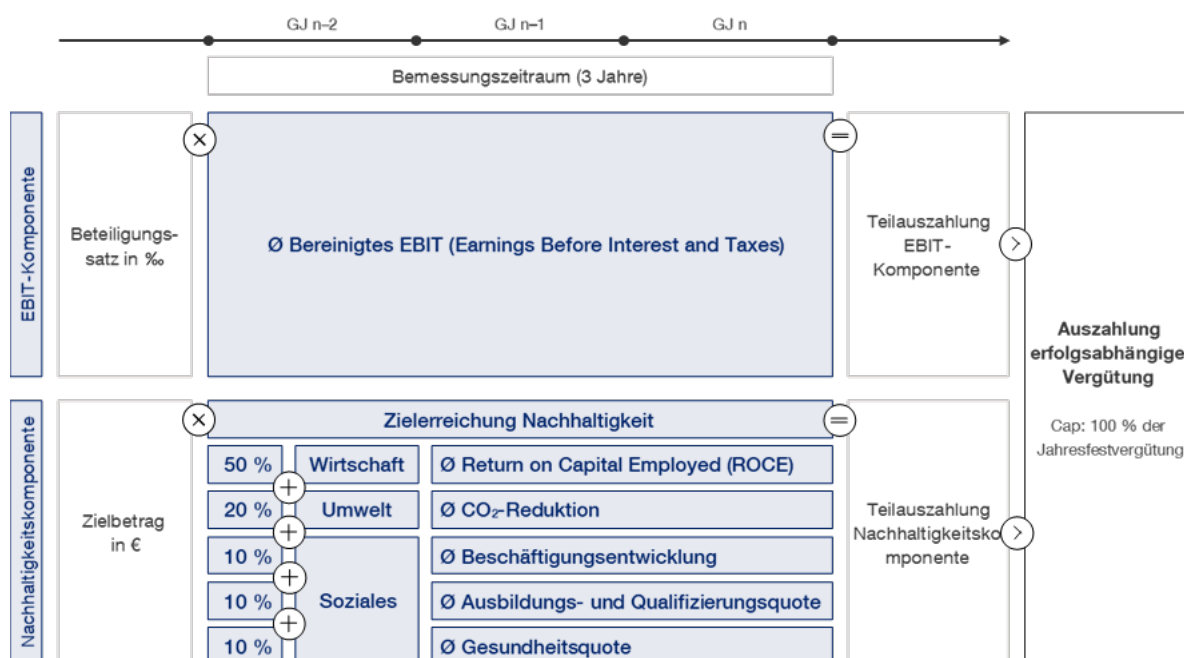 GJ n–2
GJ n–1
GJ n
Bemessungszeitraum (3 Jahre)
EBIT-Komponente
Beteiligungs-
satz in ‰
×
Ø Bereinigtes EBIT (Earnings Before Interest and Taxes)
=
Teilauszahlung
EBIT-
Komponente
>
Auszahlung
erfolgsabhängige
Vergütung
Cap: 100 % der
Jahresfestvergütung
Nachhaltigkeitskomponente
Zielbetrag
in €
×
Zielerreichung Nachhaltigkeit
=
50 %
Wirtschaft
Ø Return on Capital Employed (ROCE)
+
20 %
Umwelt
Ø CO₂-Reduktion
+
10 %
Soziales
Ø Beschäftigungsentwicklung
+
10 %
Ø Ausbildungs- und Qualifizierungsquote
+
10 %
Ø Gesundheitsquote
Teilauszahlung
Nachhaltigkeitsko
mponente
>